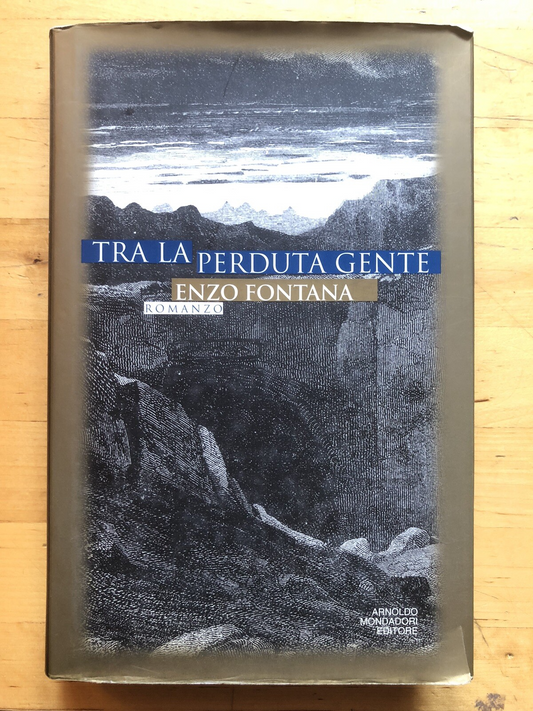 TRA LA PERDUTA GENTE
ENZO FONTANA
ROMANZO
ARNOLDO
MONDADORI
EDITORE